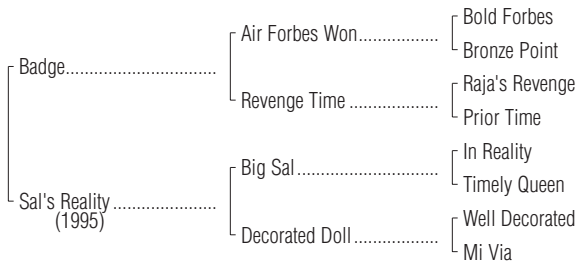 Bold Forbes
Air Forbes Won..................
Bronze Point
Badge...............................
Raja's Revenge
Revenge Time ....................
Prior Time
In Reality
Big Sal................................
Timely Queen
Sal's Reality .....................
(1995)
Well Decorated
Decorated Doll...................
Mi Via